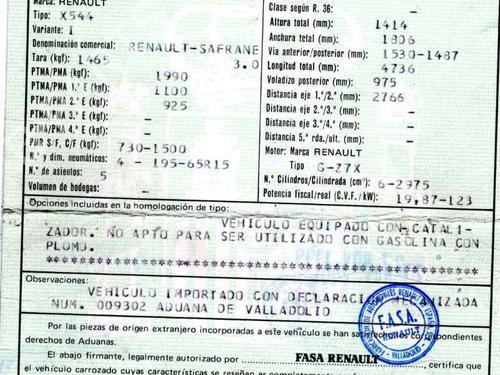 Marca: RENAULT
Tipo: X544
Variante: I
Denominación comercial: RENAULT-SAFRANE
Tara (kgf): 1465 3.0
PTMA/PMA (kgf): 1990
PTMA/PMA 1.º E (kgf): 1100
PTMA/PMA 2.º E (kgf): 925
PTMA/PMA 3.º E (kgf): —
PTMA/PMA 4.º E (kgf): —
PMR S/F, C/F (kgf): 730-1500
N.º y dim. neumáticos: 4 - 195-65R15
N.º de asientos: 5
Volumen de bodegas: —
Clase según R. 36: —
Altura total (mm): 1414
Anchura total (mm): 1806
Vía anterior/posterior (mm): 1530-1487
Longitud total (mm): 4736
Voladizo posterior (mm): 975
Distancia eje 1.º/2.º (mm): 2766
Distancia eje 2.º/3.º (mm): —
Distancia eje 3.º/4.º (mm): —
Distancia 5.ª rda./ult. (mm): —
Motor: Marca: RENAULT
Tipo: G-Z7X
N.º Cilindros/Cilindrada (cm³): 6-2975
Potencia fiscal/real (C.V.F./kW): 19,87-123
Opciones incluidas en la homologación de tipo:
VEHICULO EQUIPADO CON CATALI-
ZADOR. NO APTO PARA SER UTILIZADO CON GASOLINA CON
PLOMO.
Observaciones:
VEHICULO IMPORTADO CON DECLARACION MECANIZADA
NUM. 009302 ADUANA DE VALLADOLID
Por las piezas de origen extranjero incorporadas a este vehículo se han satisfecho los correspondientes
derechos de Aduanas.
El abajo firmante, legalmente autorizado por FASA RENAULT, certifica que
el vehículo carrozado cuyas características se reseñan
F.A.S.A.
RENAULT
VALLADOLID